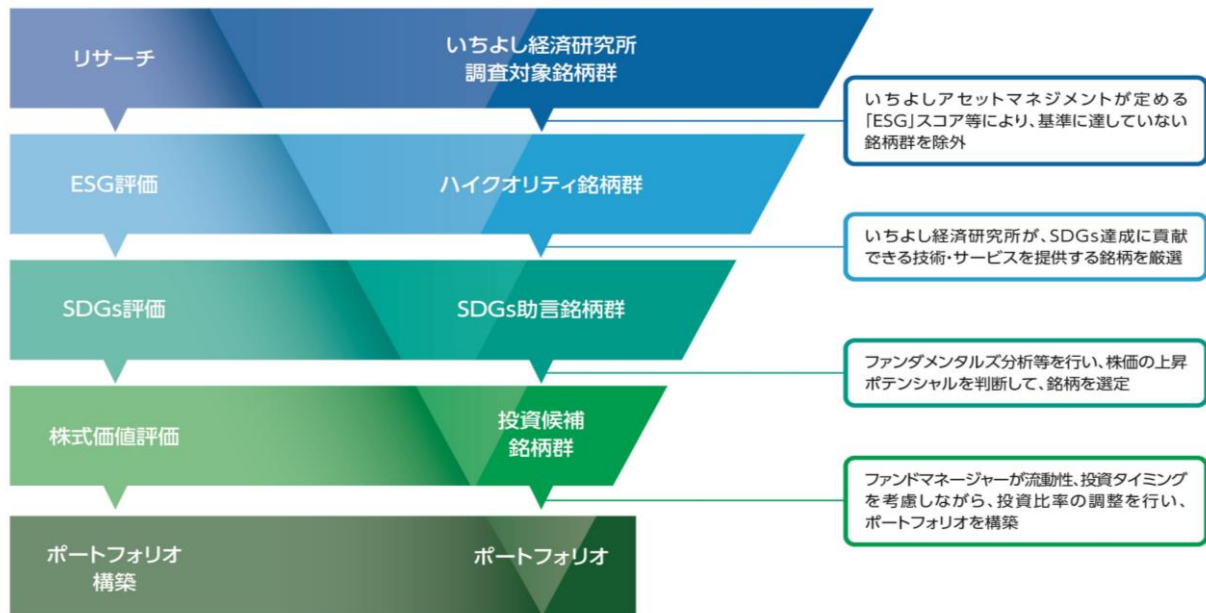 リサーチ
いちよし経済研究所
調査対象銘柄群
いちよしアセットマネジメントが定める
「ESG」スコア等により、基準に達していない
銘柄群を除外
ESG評価
ハイクオリティ銘柄群
いちよし経済研究所が、SDGs達成に貢献
できる技術・サービスを提供する銘柄を厳選
SDGs評価
SDGs助言銘柄群
ファンダメンタルズ分析等を行い、株価の上昇
ポテンシャルを判断して、銘柄を選定
株式価値評価
投資候補
銘柄群
ファンドマネージャーが流動性、投資タイミング
を考慮しながら、投資比率の調整を行い、
ポートフォリオを構築
ポートフォリオ
構築
ポートフォリオ